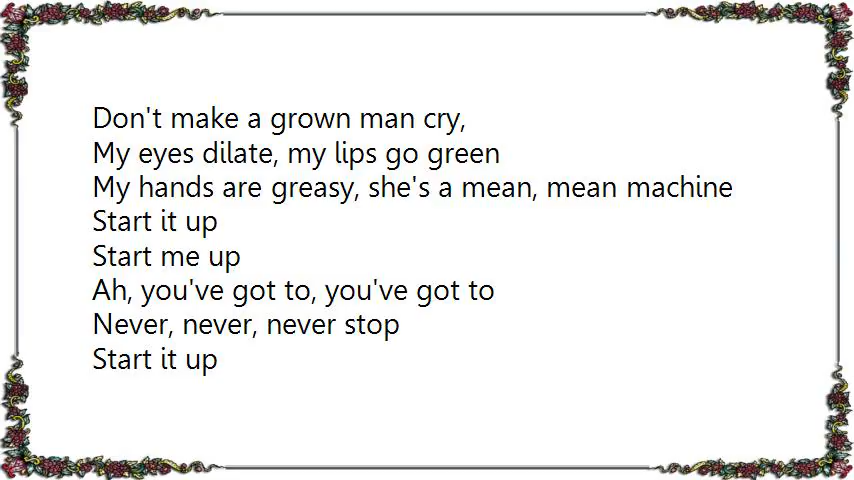 Don't make a grown man cry,
My eyes dilate, my lips go green
My hands are greasy, she's a mean, mean machine
Start it up
Start me up
Ah, you've got to, you've got to
Never, never, never stop
Start it up